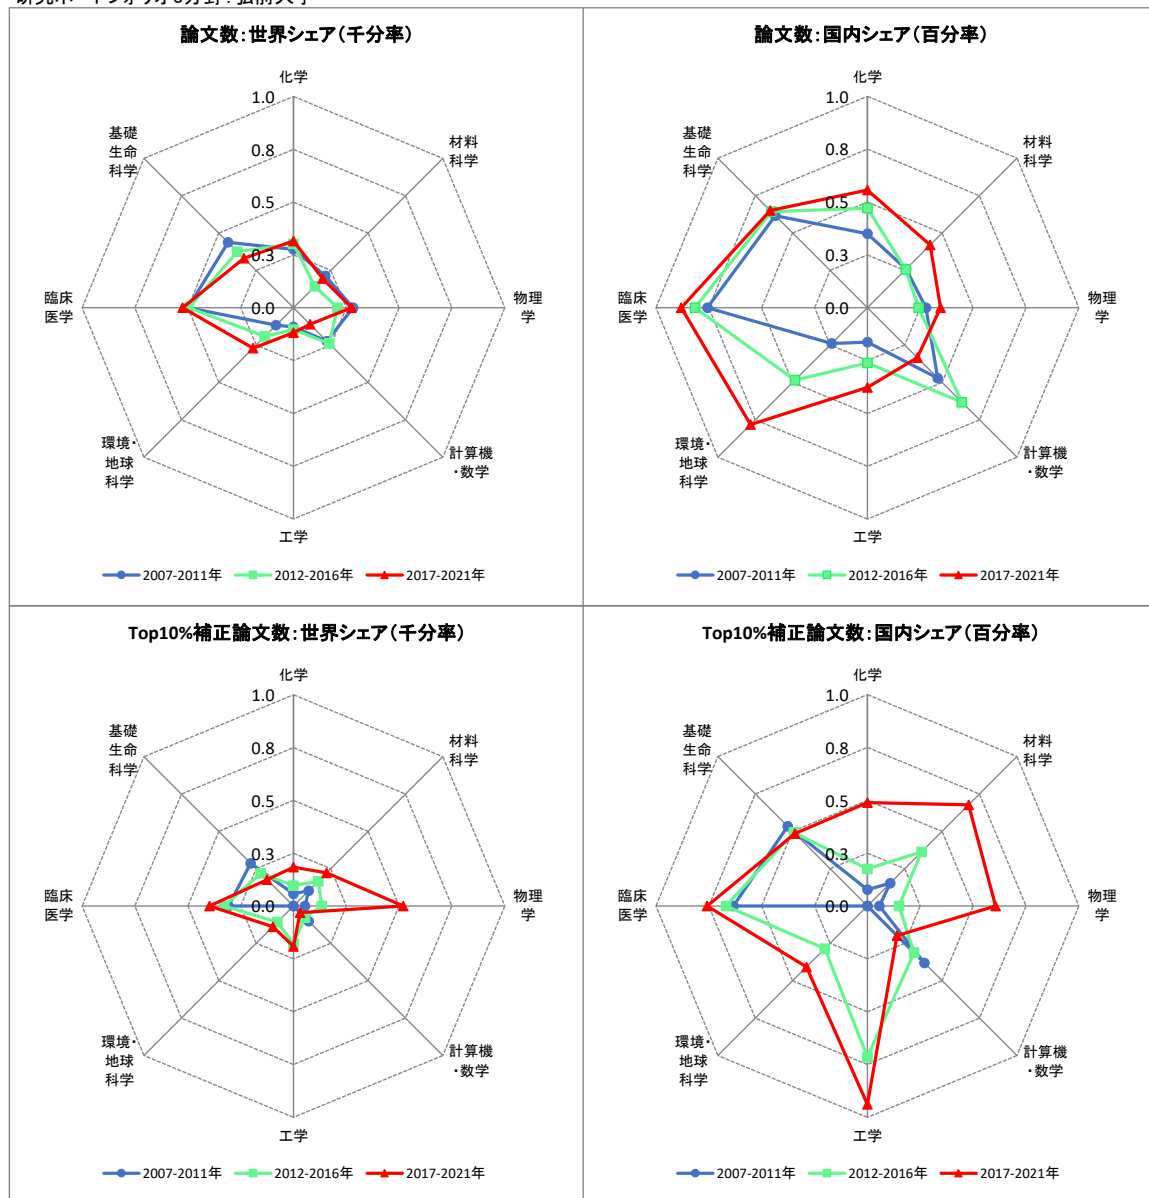 論文数:世界シェア(千分率)
化学
1.0
0.8
0.5
0.3
0.0
材料
科学
物理
学
計算機
・数学
工学
環境・
地球
科学
臨床
医学
基礎
生命
科学
2007-2011年
2012-2016年
2017-2021年
論文数:国内シェア(百分率)
化学
1.0
0.8
0.5
0.3
0.0
材料
科学
物理
学
計算機
・数学
工学
環境・
地球
科学
臨床
医学
基礎
生命
科学
2007-2011年
2012-2016年
2017-2021年
Top10%補正論文数:世界シェア(千分率)
化学
1.0
0.8
0.5
0.3
0.0
材料
科学
物理
学
計算機
・数学
工学
環境・
地球
科学
臨床
医学
基礎
生命
科学
2007-2011年
2012-2016年
2017-2021年
Top10%補正論文数:国内シェア(百分率)
化学
1.0
0.8
0.5
0.3
0.0
材料
科学
物理
学
計算機
・数学
工学
環境・
地球
科学
臨床
医学
基礎
生命
科学
2007-2011年
2012-2016年
2017-2021年